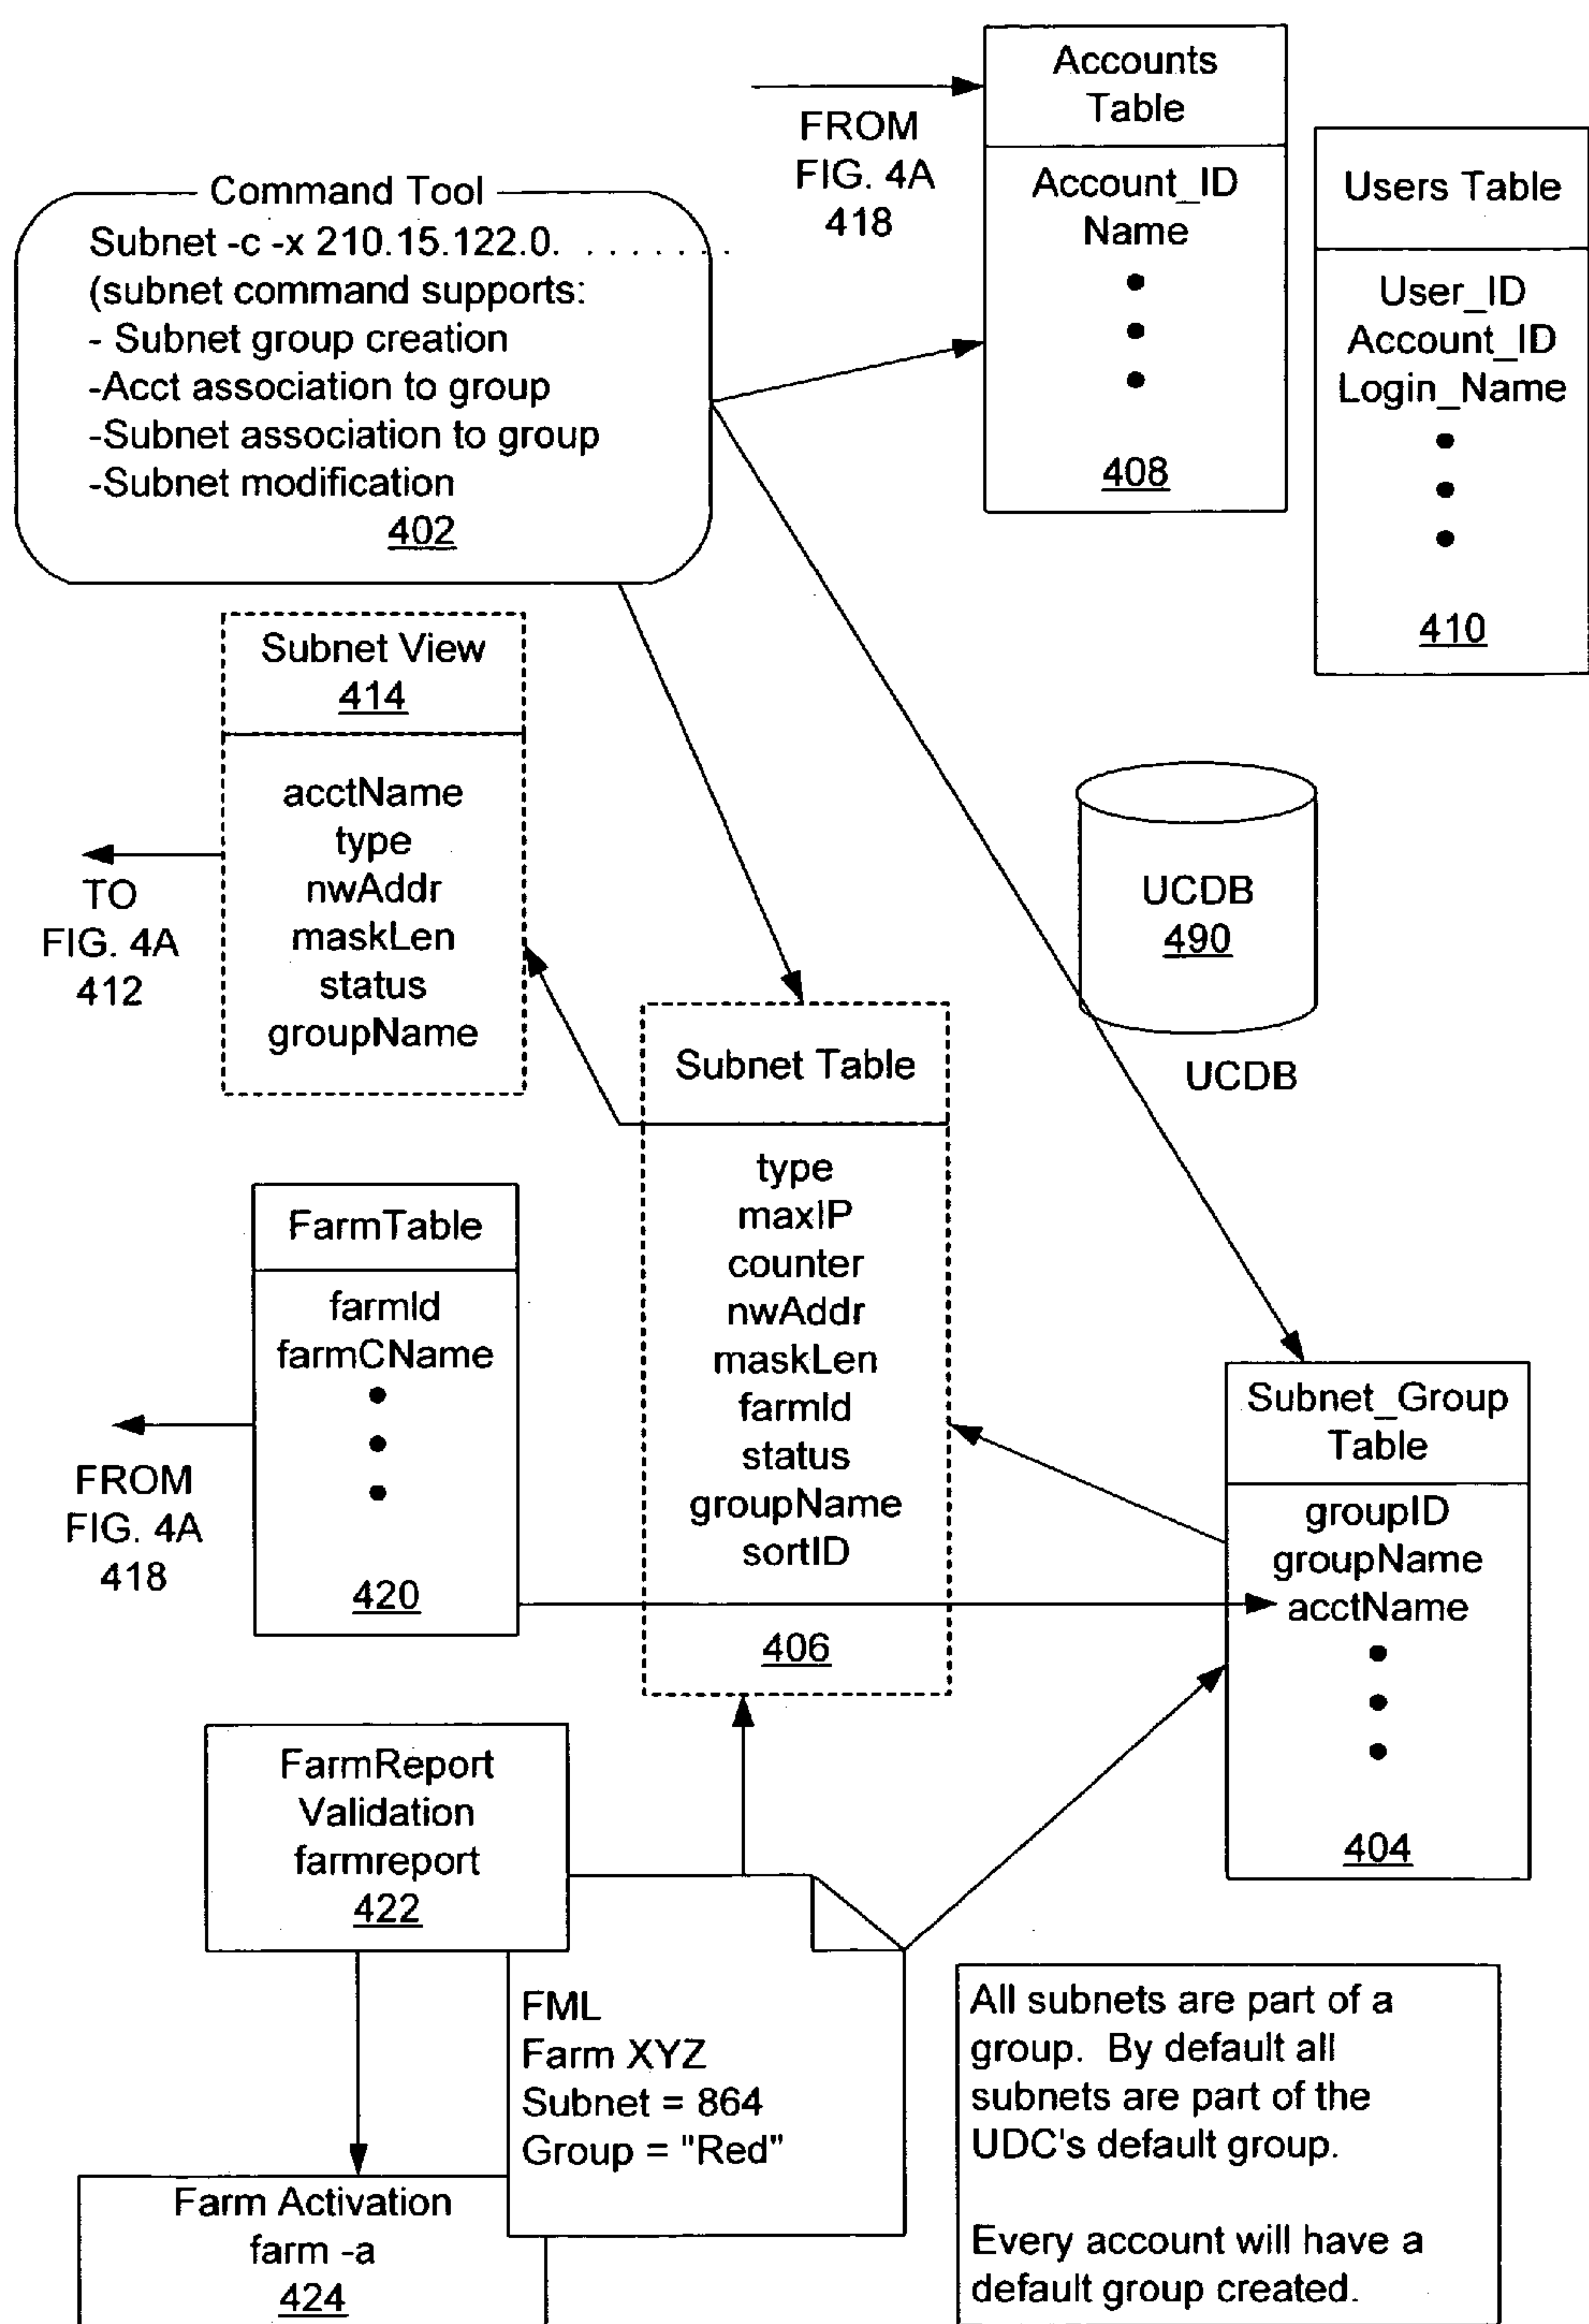 Accounts
Table
Account_ID
Name
408
FROM
FIG. 4A
418
Users Table
User_ID
Account_ID
Login_Name
410
Command Tool
Subnet -c -x 210.15.122.0. . . . . . . .
(subnet command supports:
- Subnet group creation
-Acct association to group
-Subnet association to group
-Subnet modification
402
Subnet View
414
acctName
type
nwAddr
maskLen
status
groupName
TO
FIG. 4A
412
UCDB
490
UCDB
Subnet Table
type
maxIP
counter
nwAddr
maskLen
farmId
status
groupName
sortID
406
FarmTable
farmId
farmCName
420
FROM
FIG. 4A
418
Subnet_Group
Table
groupID
groupName
acctName
404
FarmReport
Validation
farmreport
422
FML
Farm XYZ
Subnet = 864
Group = "Red"
Farm Activation
farm -a
424
All subnets are part of a
group. By default all
subnets are part of the
UDC's default group.
Every account will have a
default group created.